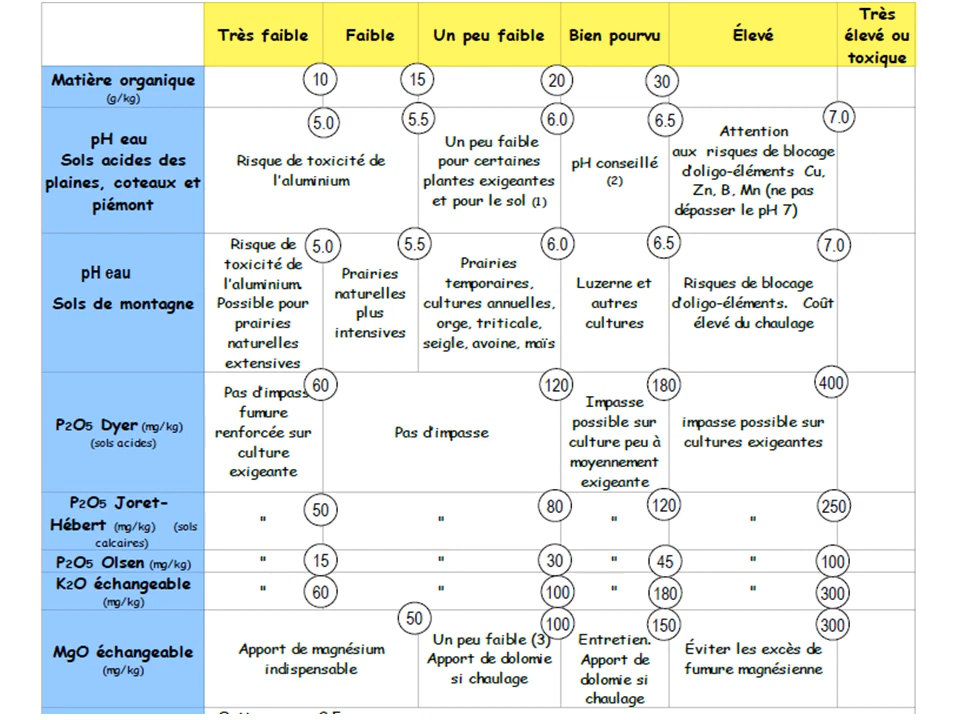 Très faible
Faible
Un peu faible
Bien pourvu
Élevé
Très
élevé ou
toxique
Matière organique
(g/kg)
10
15
20
30
pH eau
Sols acides des
plaines, coteaux et
piémont
Risque de toxicité de
l'aluminium
5.0
5.5
Un peu faible
pour certaines
plantes exigeantes
et pour le sol (1)
6.0
pH conseillé
(2)
6.5
Attention
aux risques de blocage
d'oligo-éléments Cu,
Zn, B, Mn (ne pas
dépasser le pH 7)
7.0
pH eau
Sols de montagne
Risque de
toxicité de
l'aluminium.
Possible pour
prairies
naturelles
extensives
5.0
Prairies
naturelles
plus
intensives
5.5
Prairies
temporaires,
cultures annuelles,
orge, triticale,
seigle, avoine, maïs
6.0
Luzerne et
autres
cultures
6.5
Risques de blocage
d'oligo-éléments. Coût
élevé du chaulage
7.0
P2O5 Dyer (mg/kg)
(sols acides)
Pas d'impass
fumure
renforcée sur
culture
exigeante
60
Pas d'impasse
120
Impasse
possible sur
culture peu à
moyennement
exigeante
180
impasse possible sur
cultures exigeantes
400
P2O5 Joret-
Hébert (mg/kg) (sols
calcaires)
"
50
"
80
"
120
"
250
P2O5 Olsen (mg/kg)
"
15
"
30
"
45
"
100
K2O échangeable
(mg/kg)
"
60
"
100
"
180
"
300
MgO échangeable
(mg/kg)
Apport de magnésium
indispensable
50
Un peu faible (3)
Apport de dolomie
si chaulage
100
Entretien.
Apport de
dolomie si
chaulage
150
Éviter les excès de
fumure magnésienne
300